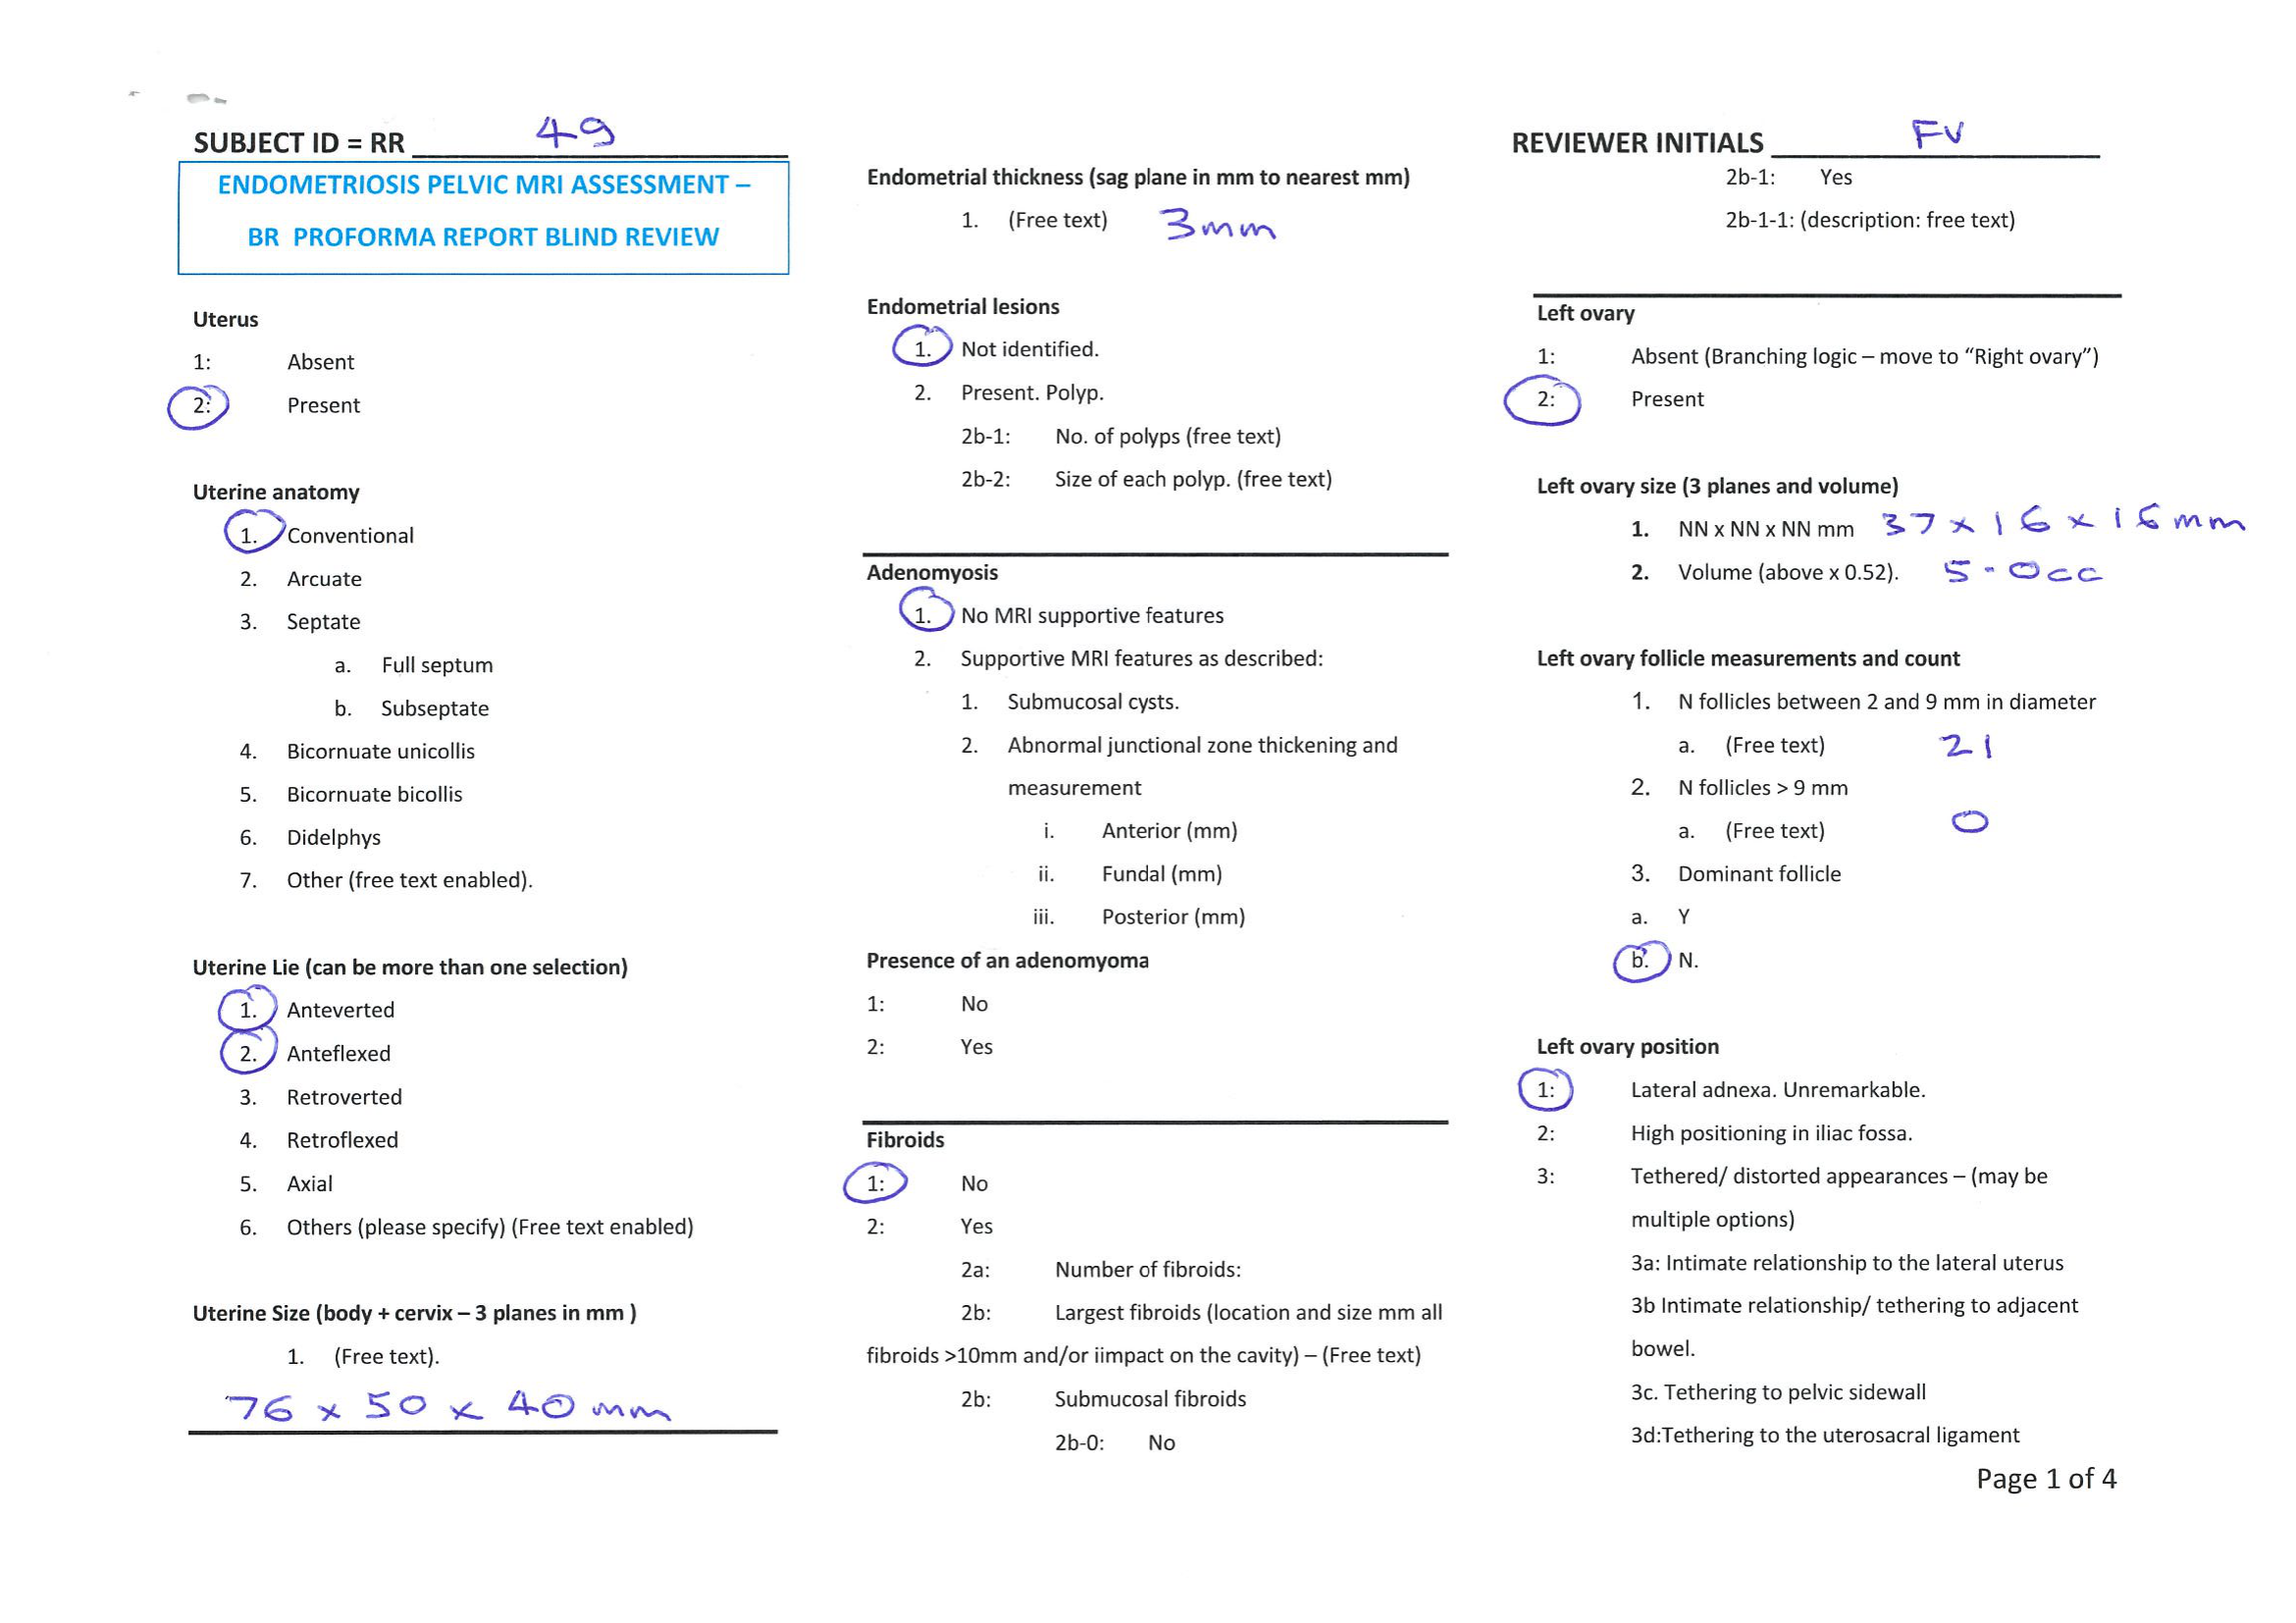 SUBJECT ID = RR 49
ENDOMETRIOSIS PELVIC MRI ASSESSMENT –
BR PROFORMA REPORT BLIND REVIEW
Uterus
1: Absent
2: Present
Uterine anatomy
1. Conventional
2. Arcuate
3. Septate
a. Full septum
b. Subseptate
4. Bicornuate unicollis
5. Bicornuate bicollis
6. Didelphys
7. Other (free text enabled).
Uterine Lie (can be more than one selection)
1. Anteverted
2. Anteflexed
3. Retroverted
4. Retroflexed
5. Axial
6. Others (please specify) (Free text enabled)
Uterine Size (body + cervix – 3 planes in mm )
1. (Free text).
76 x 50 x 40 mm
Endometrial thickness (sag plane in mm to nearest mm)
1. (Free text) 3mm
Endometrial lesions
1. Not identified.
2. Present. Polyp.
2b-1: No. of polyps (free text)
2b-2: Size of each polyp. (free text)
Adenomyosis
1. No MRI supportive features
2. Supportive MRI features as described:
1. Submucosal cysts.
2. Abnormal junctional zone thickening and
measurement
i. Anterior (mm)
ii. Fundal (mm)
iii. Posterior (mm)
Presence of an adenomyoma
1: No
2: Yes
Fibroids
1: No
2: Yes
2a: Number of fibroids:
2b: Largest fibroids (location and size mm all
fibroids >10mm and/or iimpact on the cavity) – (Free text)
2b: Submucosal fibroids
2b-0: No
REVIEWER INITIALS FV
2b-1: Yes
2b-1-1: (description: free text)
Left ovary
1: Absent (Branching logic – move to “Right ovary”)
2: Present
Left ovary size (3 planes and volume)
1. NN x NN x NN mm 37 x 16 x 16 mm
2. Volume (above x 0.52). 5.0cc
Left ovary follicle measurements and count
1. N follicles between 2 and 9 mm in diameter
a. (Free text) 21
2. N follicles > 9 mm
a. (Free text) 0
3. Dominant follicle
a. Y
b. N.
Left ovary position
1: Lateral adnexa. Unremarkable.
2: High positioning in iliac fossa.
3: Tethered/ distorted appearances – (may be
multiple options)
3a: Intimate relationship to the lateral uterus
3b Intimate relationship/ tethering to adjacent
bowel.
3c. Tethering to pelvic sidewall
3d:Tethering to the uterosacral ligament
Page 1 of 4